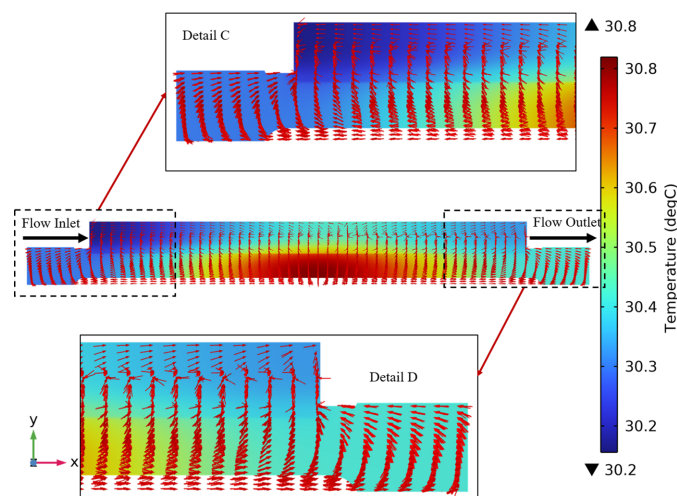 Detail C
30.8
30.8
30.7
30.6
30.5
30.4
30.3
30.2
30.2
Temperature (degC)
Flow Inlet
Flow Outlet
Detail D
y
z
x